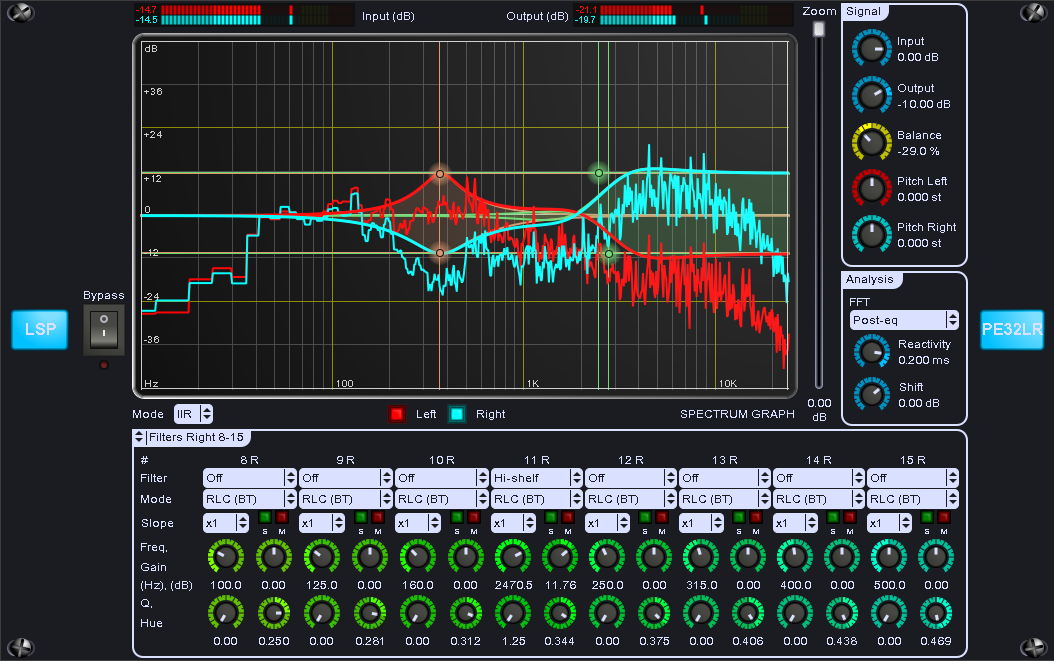 -14.7
-14.5
Input (dB)
Output (dB)
-21.1
-19.7
Zoom
Signal
dB
+36
+24
+12
0
-12
-24
-36
Hz
100
1K
10K
Input
0.00 dB
Output
-10.00 dB
Balance
-29.0 %
Pitch Left
0.000 st
Pitch Right
0.000 st
Analysis
FFT
Post-eq
Reactivity
0.200 ms
Shift
0.00 dB
Bypass
LSP
PE32LR
0.00
dB
Mode IIR
Left
Right
SPECTRUM GRAPH
Filters Right 8-15
# 8 R 9 R 10 R 11 R 12 R 13 R 14 R 15 R
Filter Off Off Off Hi-shelf Off Off Off Off
Mode RLC (BT) RLC (BT) RLC (BT) RLC (BT) RLC (BT) RLC (BT) RLC (BT) RLC (BT)
Slope x1 x1 x1 x1 x1 x1 x1 x1
S M S M S M S M S M S M S M S M
Freq,
Gain
(Hz), (dB) 100.0 0.00 125.0 0.00 160.0 0.00 2470.5 11.76 250.0 0.00 315.0 0.00 400.0 0.00 500.0 0.00
Q,
Hue
0.00 0.250 0.00 0.281 0.00 0.312 1.25 0.344 0.00 0.375 0.00 0.406 0.00 0.438 0.00 0.469